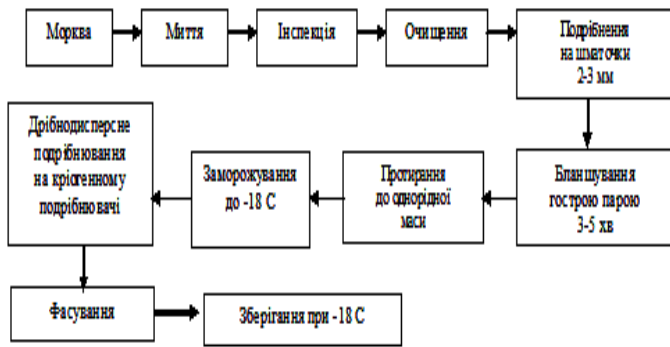 Морква
Миття
Інспекція
Очищення
Подрібнення
на шматочки
2-3 мм
Бланшування
гострою парою
3-5 хв
Протирання
до однорідної
маси
Заморожування
до -18 С
Дрібнодисперсне
подрібнювання
на кріогенному
подрібнювачі
Фасування
Зберігання при -18 С